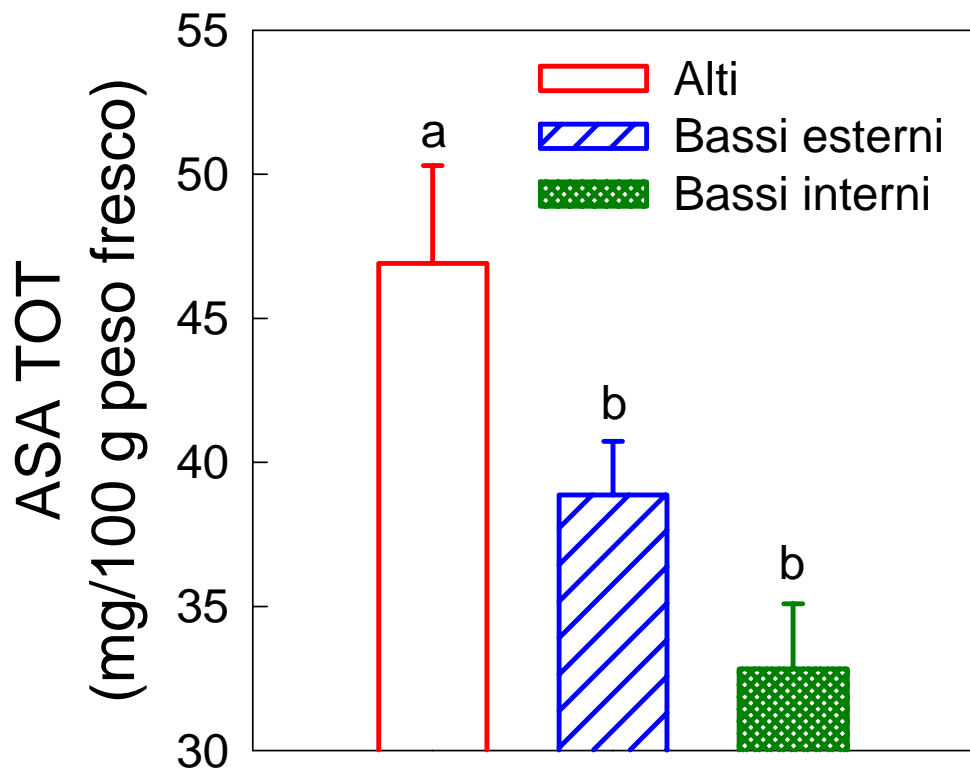 55
50
45
40
35
30
ASA TOT
(mg/100 g peso fresco)
Alti
Bassi esterni
Bassi interni
a
b
b